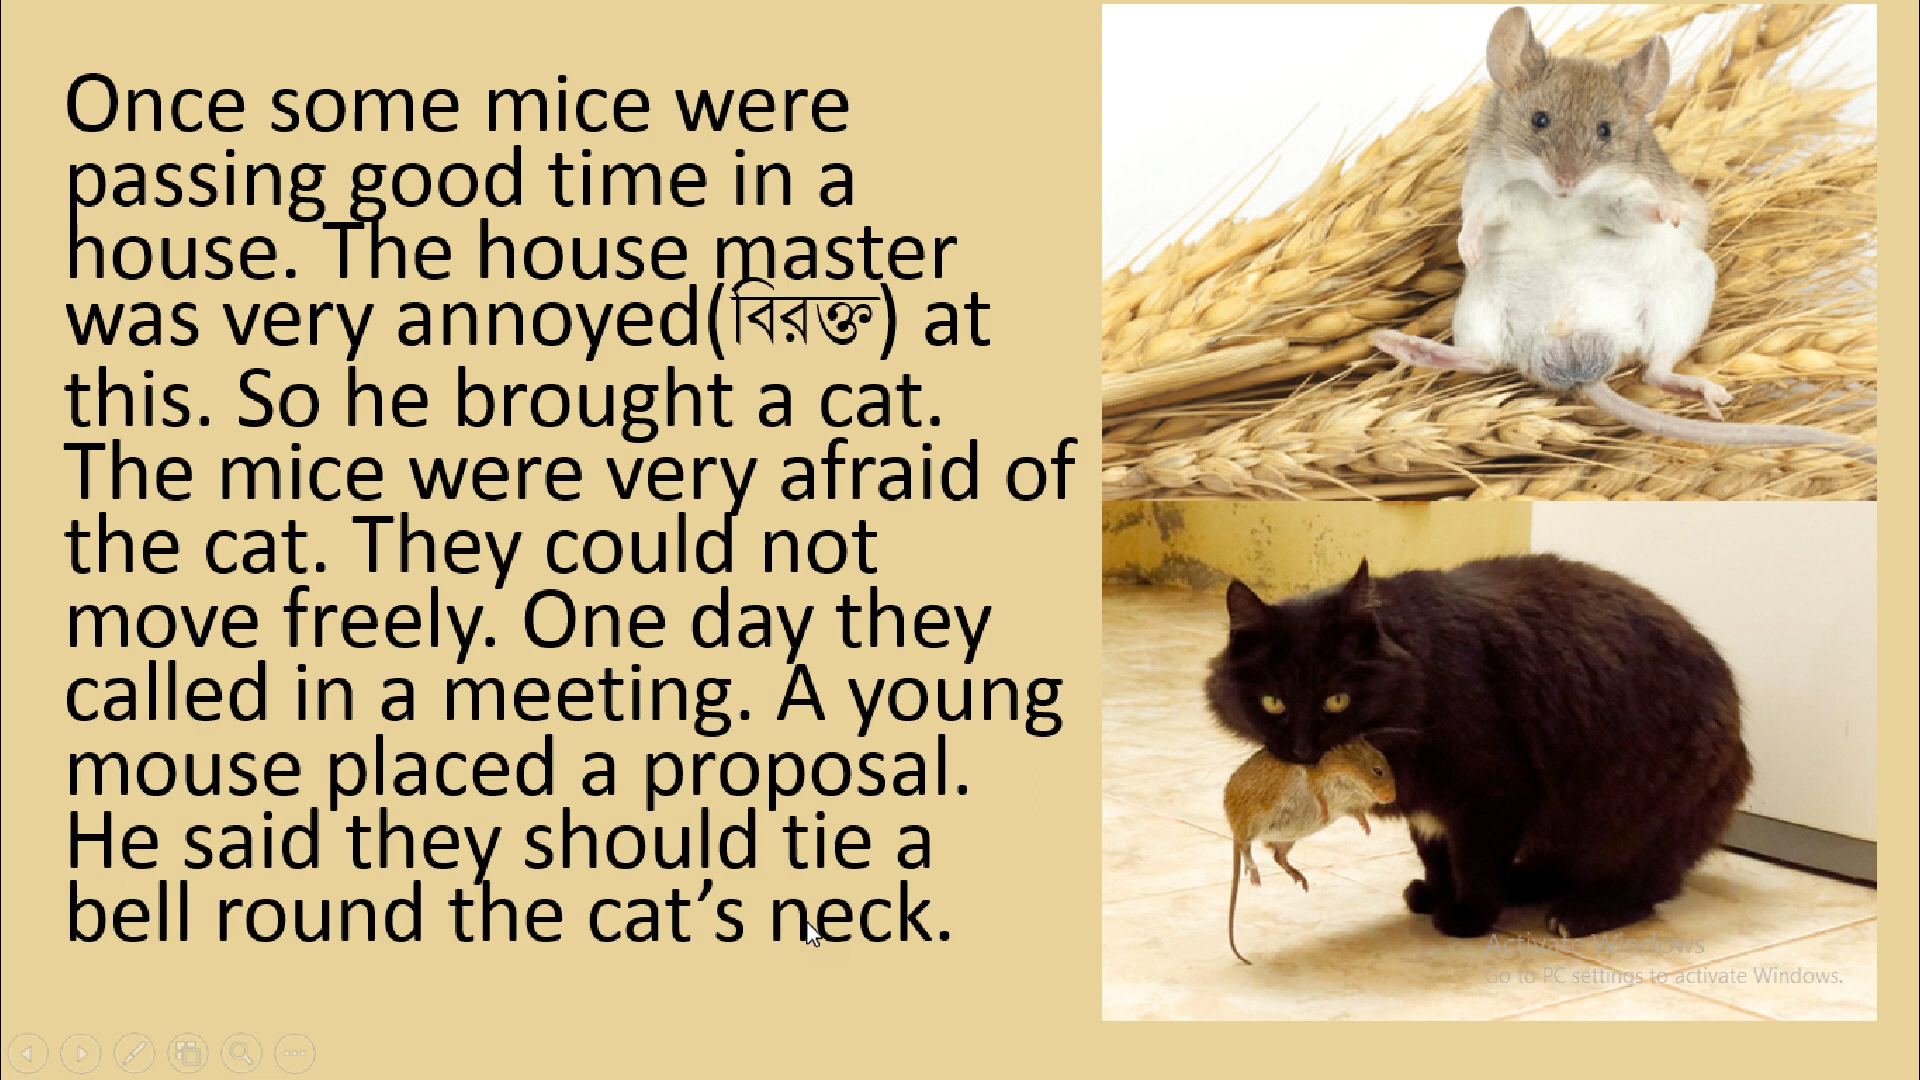 Once some mice were
passing good time in a
house. The house master
was very annoyed(বিরক্ত) at
this. So he brought a cat.
The mice were very afraid of
the cat. They could not
move freely. One day they
called in a meeting. A young
mouse placed a proposal.
He said they should tie a
bell round the cat’s neck.
Activate Windows
Go to PC settings to activate Windows.